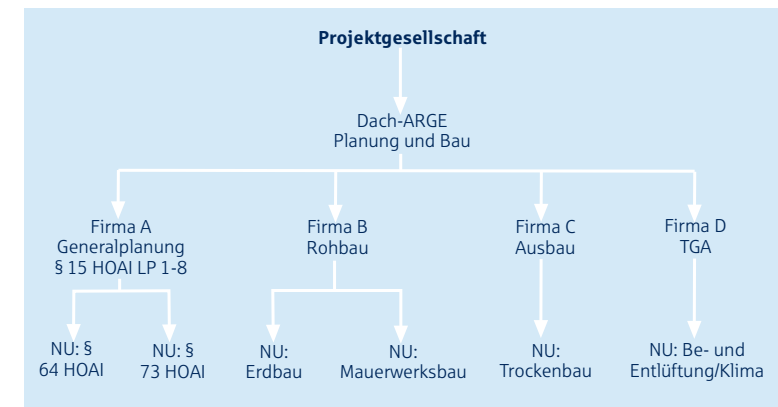 Projektgesellschaft
Dach-ARGE
Planung und Bau
Firma A
Generalplanung
§ 15 HOAI LP 1-8
Firma B
Rohbau
Firma C
Ausbau
Firma D
TGA
NU: §
64 HOAI
NU: §
73 HOAI
NU:
Erdbau
NU:
Mauerwerksbau
NU:
Trockenbau
NU: Be- und
Entlüftung/Klima